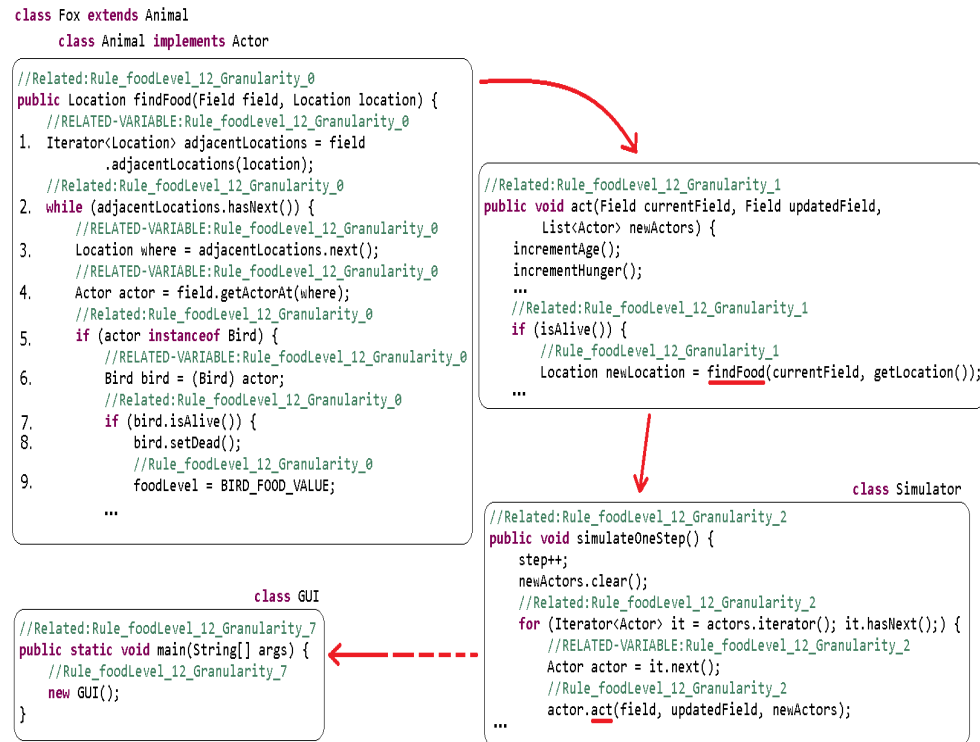 class Fox extends Animal
class Animal implements Actor
//Related:Rule_foodLevel_12_Granularity_0
public Location findFood(Field field, Location location) {
//RELATED-VARIABLE:Rule_foodLevel_12_Granularity_0
1. Iterator<Location> adjacentLocations = field
.adjacentLocations(location);
//Related:Rule_foodLevel_12_Granularity_0
2. while (adjacentLocations.hasNext()) {
//RELATED-VARIABLE:Rule_foodLevel_12_Granularity_0
3. Location where = adjacentLocations.next();
//RELATED-VARIABLE:Rule_foodLevel_12_Granularity_0
4. Actor actor = field.getActorAt(where);
//Related:Rule_foodLevel_12_Granularity_0
5. if (actor instanceof Bird) {
//RELATED-VARIABLE:Rule_foodLevel_12_Granularity_0
6. Bird bird = (Bird) actor;
//Related:Rule_foodLevel_12_Granularity_0
7. if (bird.isAlive()) {
8. bird.setDead();
//Rule_foodLevel_12_Granularity_0
9. foodLevel = BIRD_FOOD_VALUE;
...
//Related:Rule_foodLevel_12_Granularity_1
public void act(Field currentField, Field updatedField,
List<Actor> newActors) {
incrementAge();
incrementHunger();
...
//Related:Rule_foodLevel_12_Granularity_1
if (isAlive()) {
//Rule_foodLevel_12_Granularity_1
Location newLocation = findFood(currentField, getLocation());
...
class Simulator
//Related:Rule_foodLevel_12_Granularity_2
public void simulateOneStep() {
step++;
newActors.clear();
//Related:Rule_foodLevel_12_Granularity_2
for (Iterator<Actor> it = actors.iterator(); it.hasNext();) {
//RELATED-VARIABLE:Rule_foodLevel_12_Granularity_2
Actor actor = it.next();
//Rule_foodLevel_12_Granularity_2
actor.act(field, updatedField, newActors);
...
class GUI
//Related:Rule_foodLevel_12_Granularity_7
public static void main(String[] args) {
//Rule_foodLevel_12_Granularity_7
new GUI();
}